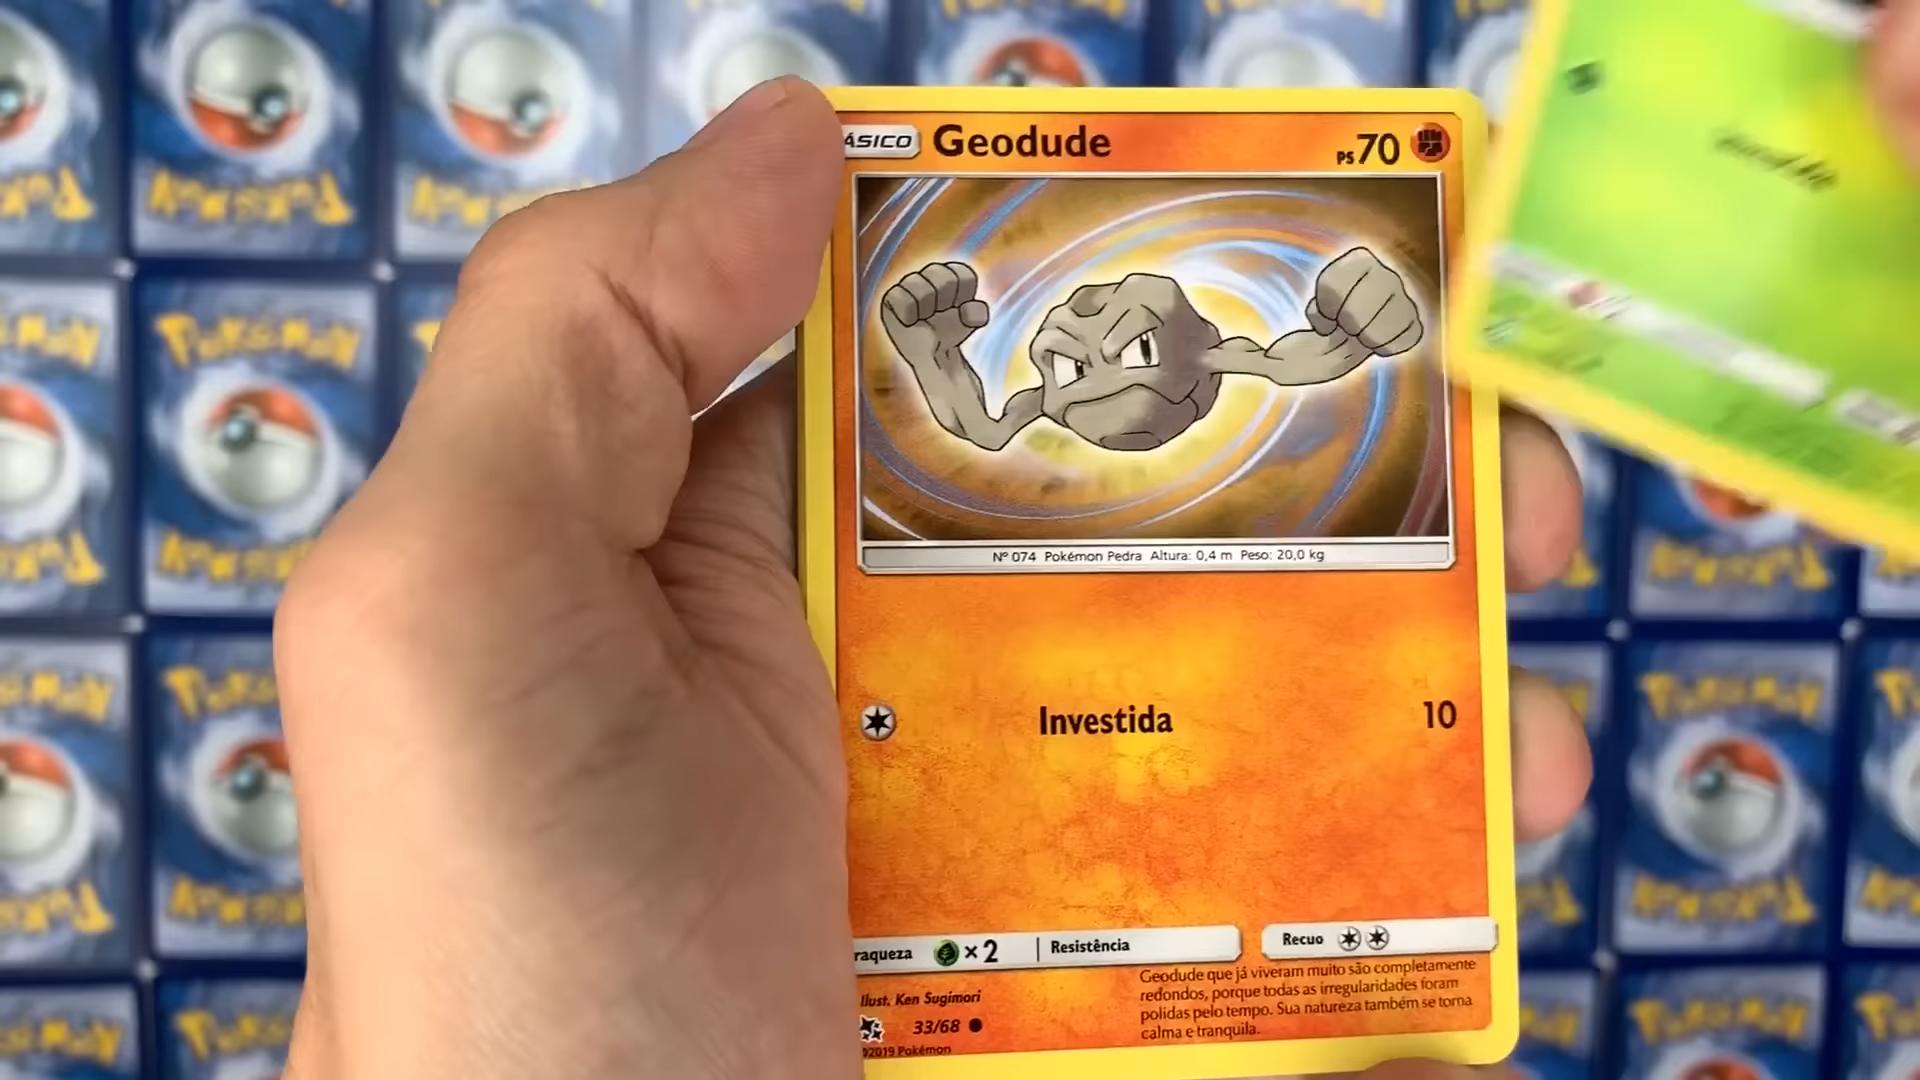 ÁSICO Geodude PS70
Nº 074 Pokémon Pedra Altura: 0,4 m Peso: 20,0 kg
Investida 10
raqueza ×2 Resistência Recuo
Geodude que já viveram muito são completamente
redondos, porque todas as irregularidades foram
polidas pelo tempo. Sua natureza também se torna
calma e tranquila.
Ilust. Ken Sugimori
33/68
©2019 Pokémon